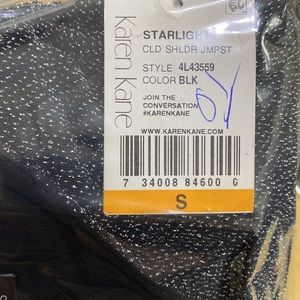 Karen Kane
STARLIGHT
CLD SHLDR JMPST
STYLE 4L43559
COLOR BLK
JOIN THE
CONVERSATION
#KARENKANE
WWW.KARENKANE.COM
7 34008 84600
S